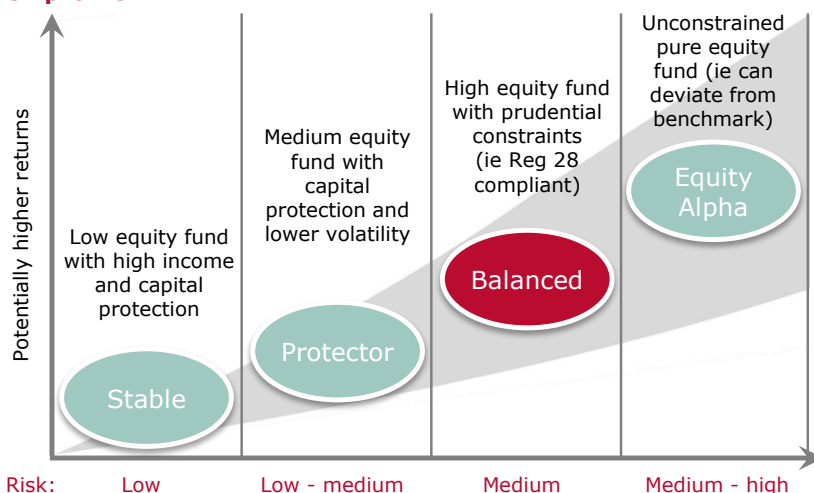 Unconstrained
pure equity
fund (ie can
deviate from
benchmark)
High equity fund
with prudential
constraints
(ie Reg 28
compliant)
Medium equity
fund with
capital
protection and
lower volatility
Low equity fund
with high income
and capital
protection
Potentially higher returns
Equity
Alpha
Balanced
Protector
Stable
Risk: Low Low - medium Medium Medium - high